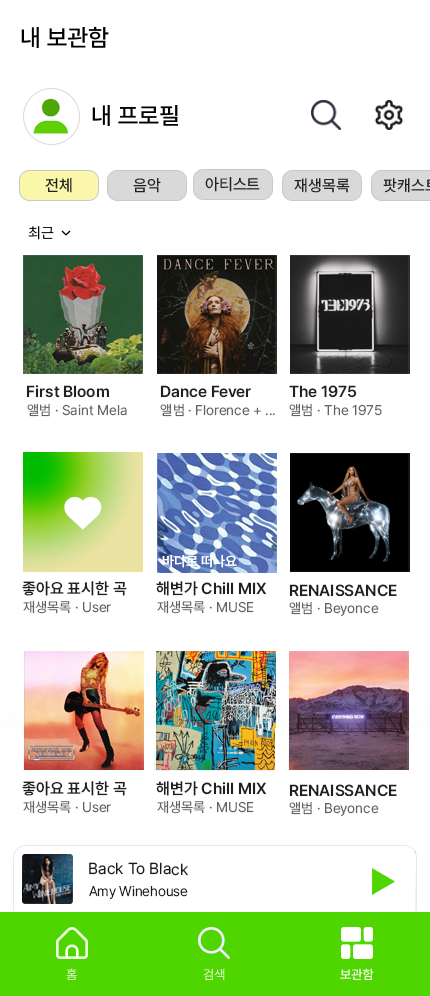 내 보관함
내 프로필
전체 음악 아티스트 재생목록 팟캐스트
최근
DANCE FEVER
THE 1975
First Bloom Dance Fever The 1975
앨범 · Saint Mela 앨범 · Florence + ... 앨범 · The 1975
바다로 떠나요
좋아요 표시한 곡 해변가 Chill MIX RENAISSANCE
재생목록 · User 재생목록 · MUSE 앨범 · Beyonce
EVERYTHING NOW
좋아요 표시한 곡 해변가 Chill MIX RENAISSANCE
재생목록 · User 재생목록 · MUSE 앨범 · Beyonce
AMY WINEHOUSE
Back To Black
Amy Winehouse
홈 검색 보관함